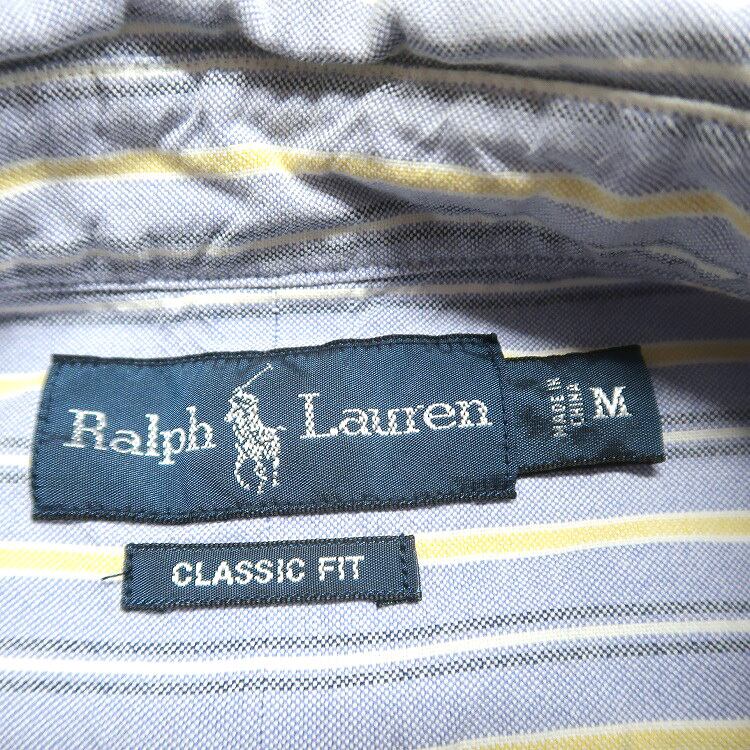 Ralph Lauren
MADE IN
CHINA
M
CLASSIC FIT